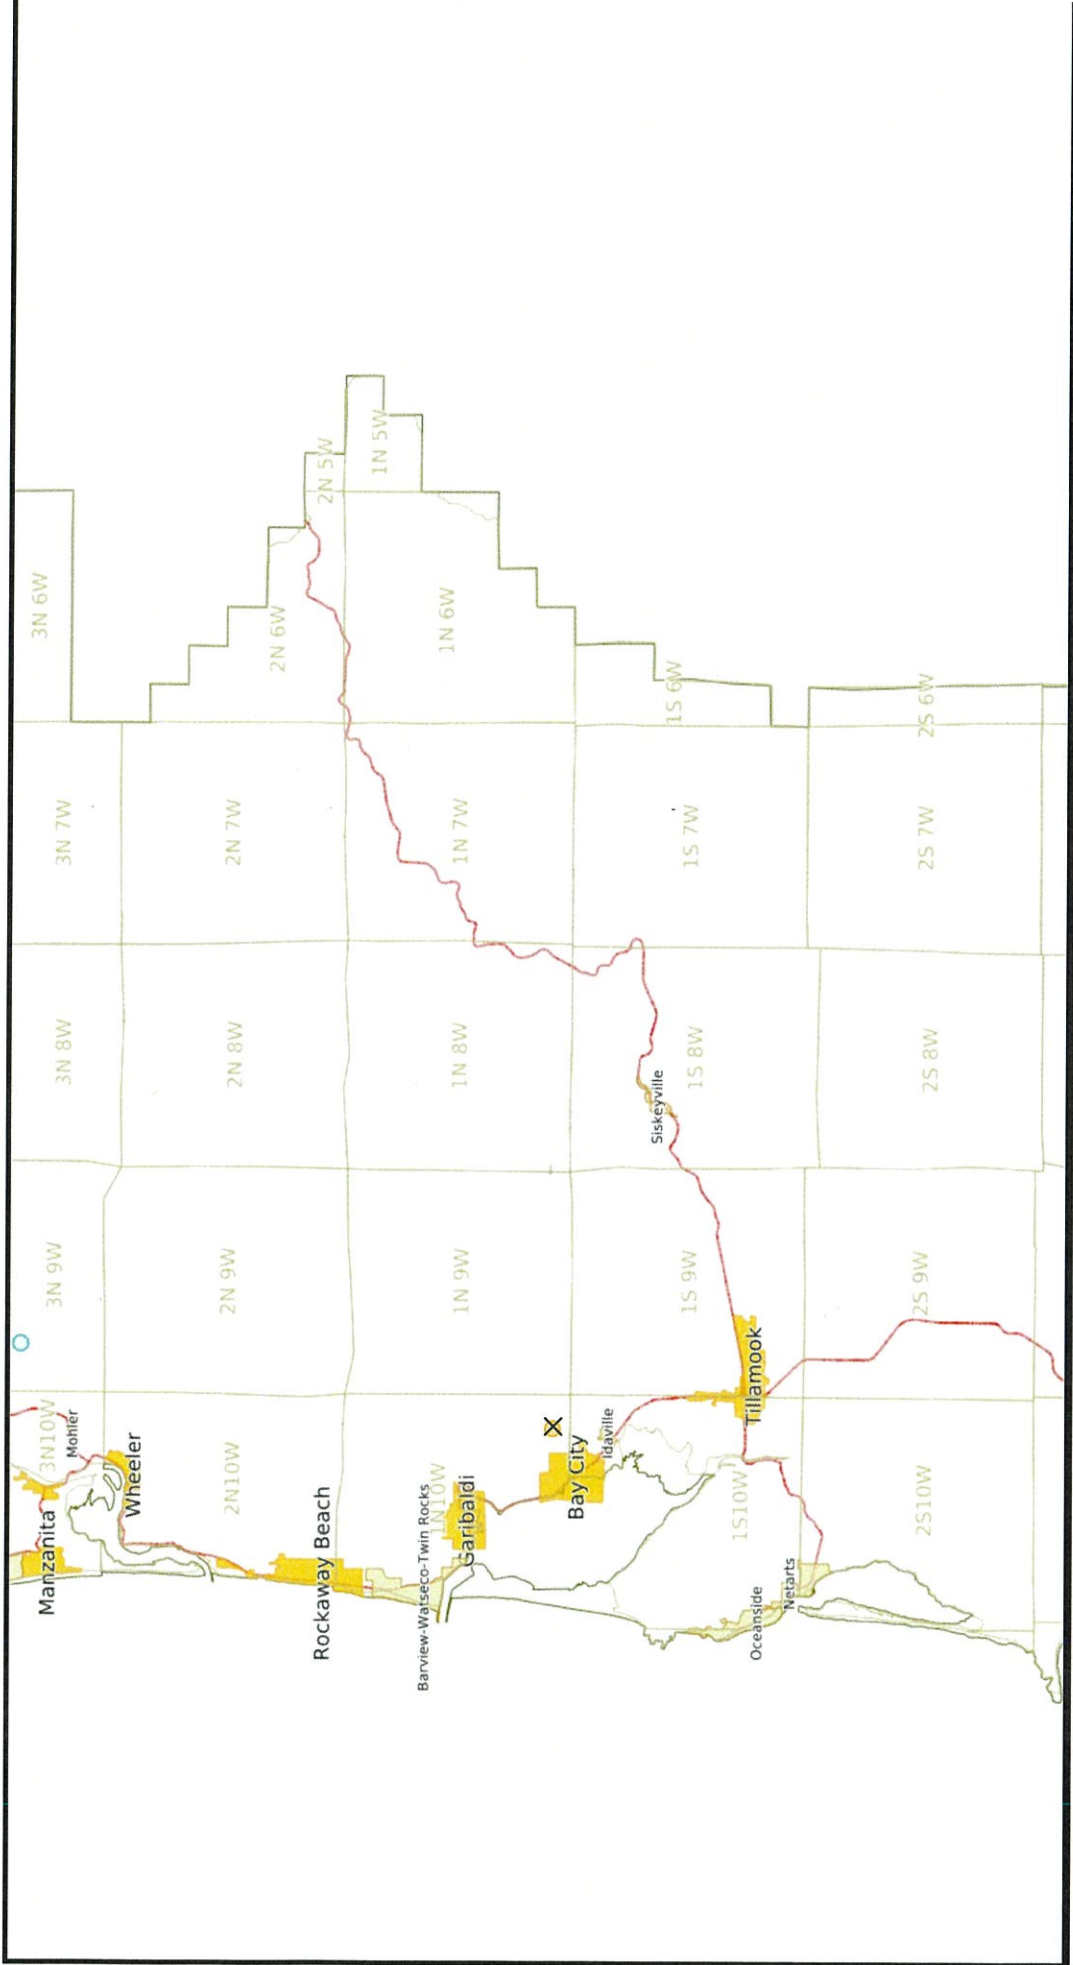 3N 6W
3N 7W
3N 8W
3N 9W
3N10W
Mohler
Manzanita
Wheeler
2N 5W
2N 6W
2N 7W
2N 8W
2N 9W
2N10W
Rockaway Beach
1N 5W
1N 6W
1N 7W
1N 8W
1N 9W
1N10W
Barview-Watseco-Twin Rocks
Garibaldi
Bay City
Idaville
1S 6W
1S 7W
1S 8W
Siskeyville
1S 9W
1S10W
Tillamook
Oceanside
Netarts
2S 6W
2S 7W
2S 8W
2S 9W
2S10W